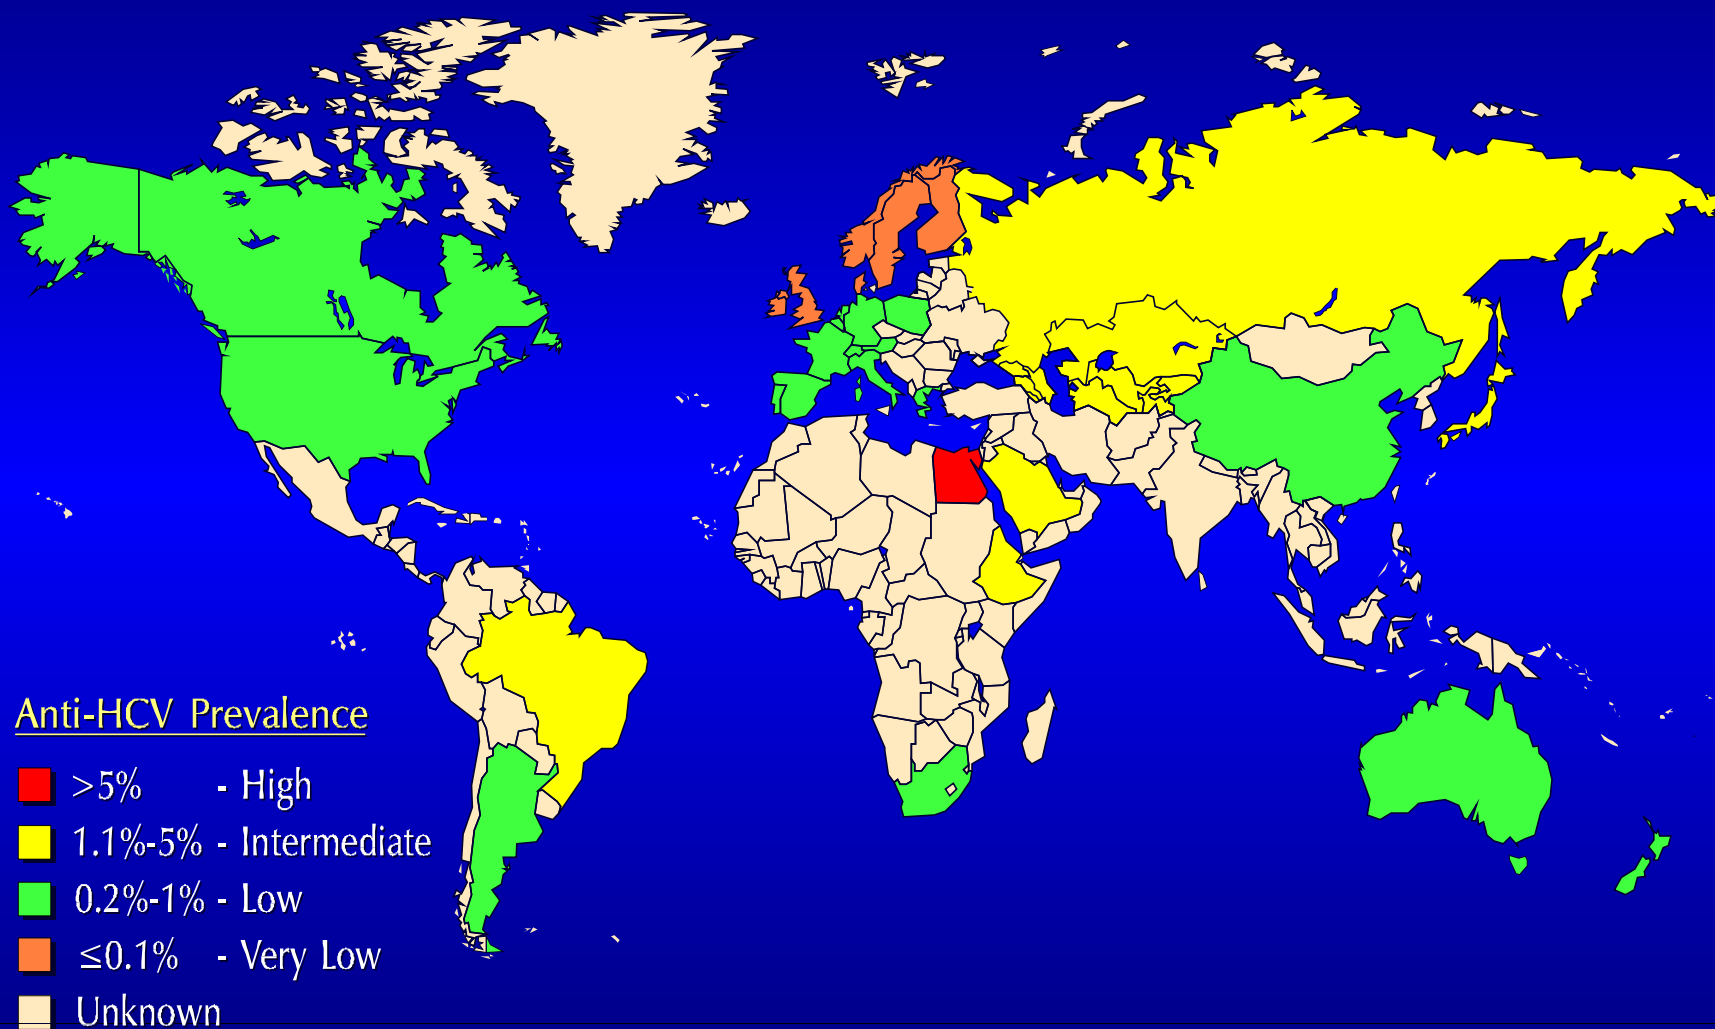 Anti-HCV Prevalence
>5% - High
1.1%-5% - Intermediate
0.2%-1% - Low
≤0.1% - Very Low
Unknown